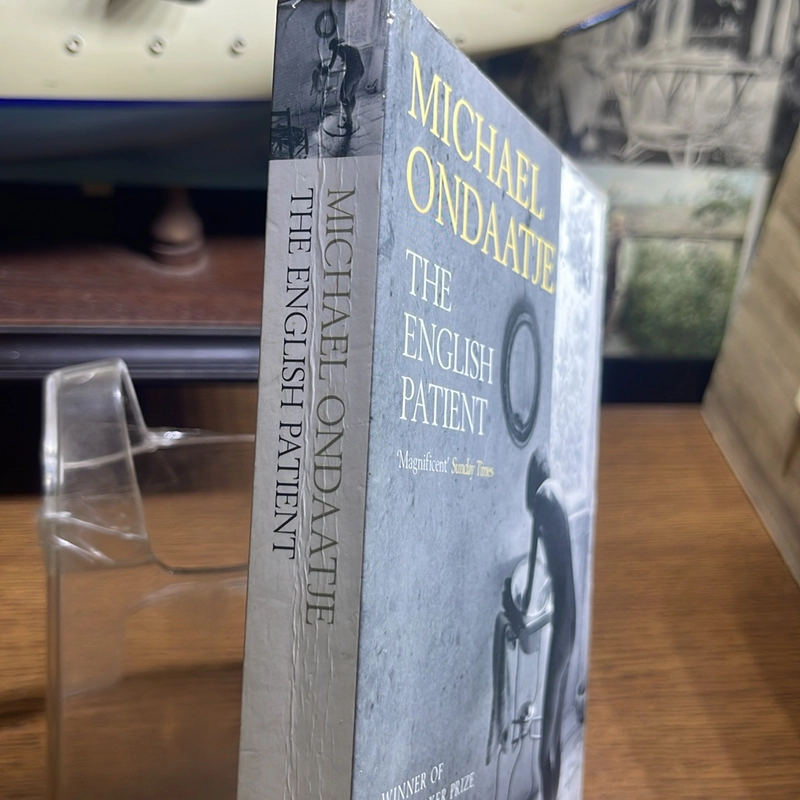 MICHAEL ONDAATJE
THE ENGLISH PATIENT
MICHAEL
ONDAATJE
THE
ENGLISH
PATIENT
'Magnificent' Sunday Times
WINNER OF
PRIZE